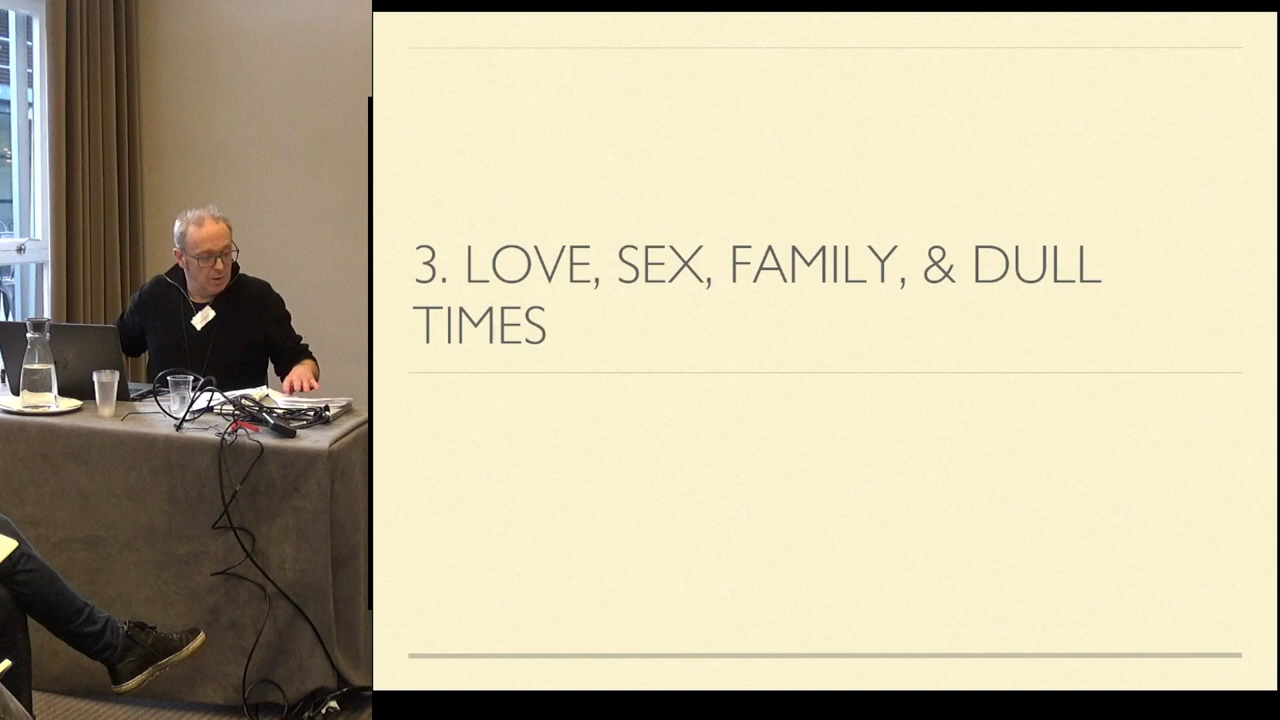 3. LOVE, SEX, FAMILY, & DULL
TIMES